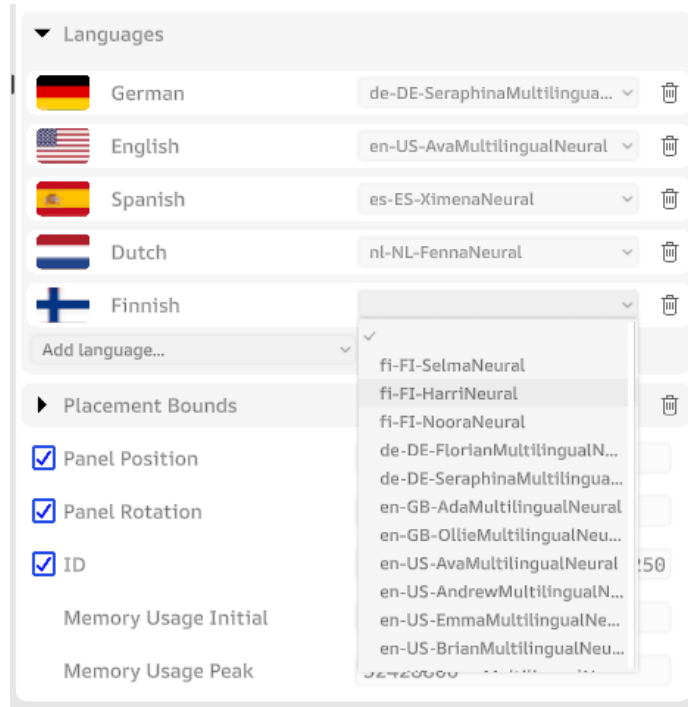 Languages
German de-DE-SeraphinaMultilingua...
English en-US-AvaMultilingualNeural
Spanish es-ES-XimenaNeural
Dutch nl-NL-FennaNeural
Finnish
Add language...
fi-FI-SelmaNeural
fi-FI-HarriNeural
fi-FI-NooraNeural
de-DE-FlorianMultilingualN...
de-DE-SeraphinaMultilingua...
en-GB-AdaMultilingualNeural
en-GB-OllieMultilingualNeu...
en-US-AvaMultilingualNeural
en-US-AndrewMultilingualN...
en-US-EmmaMultilingualNe...
en-US-BrianMultilingualNeu...
Placement Bounds
Panel Position
Panel Rotation
ID :50
Memory Usage Initial
Memory Usage Peak